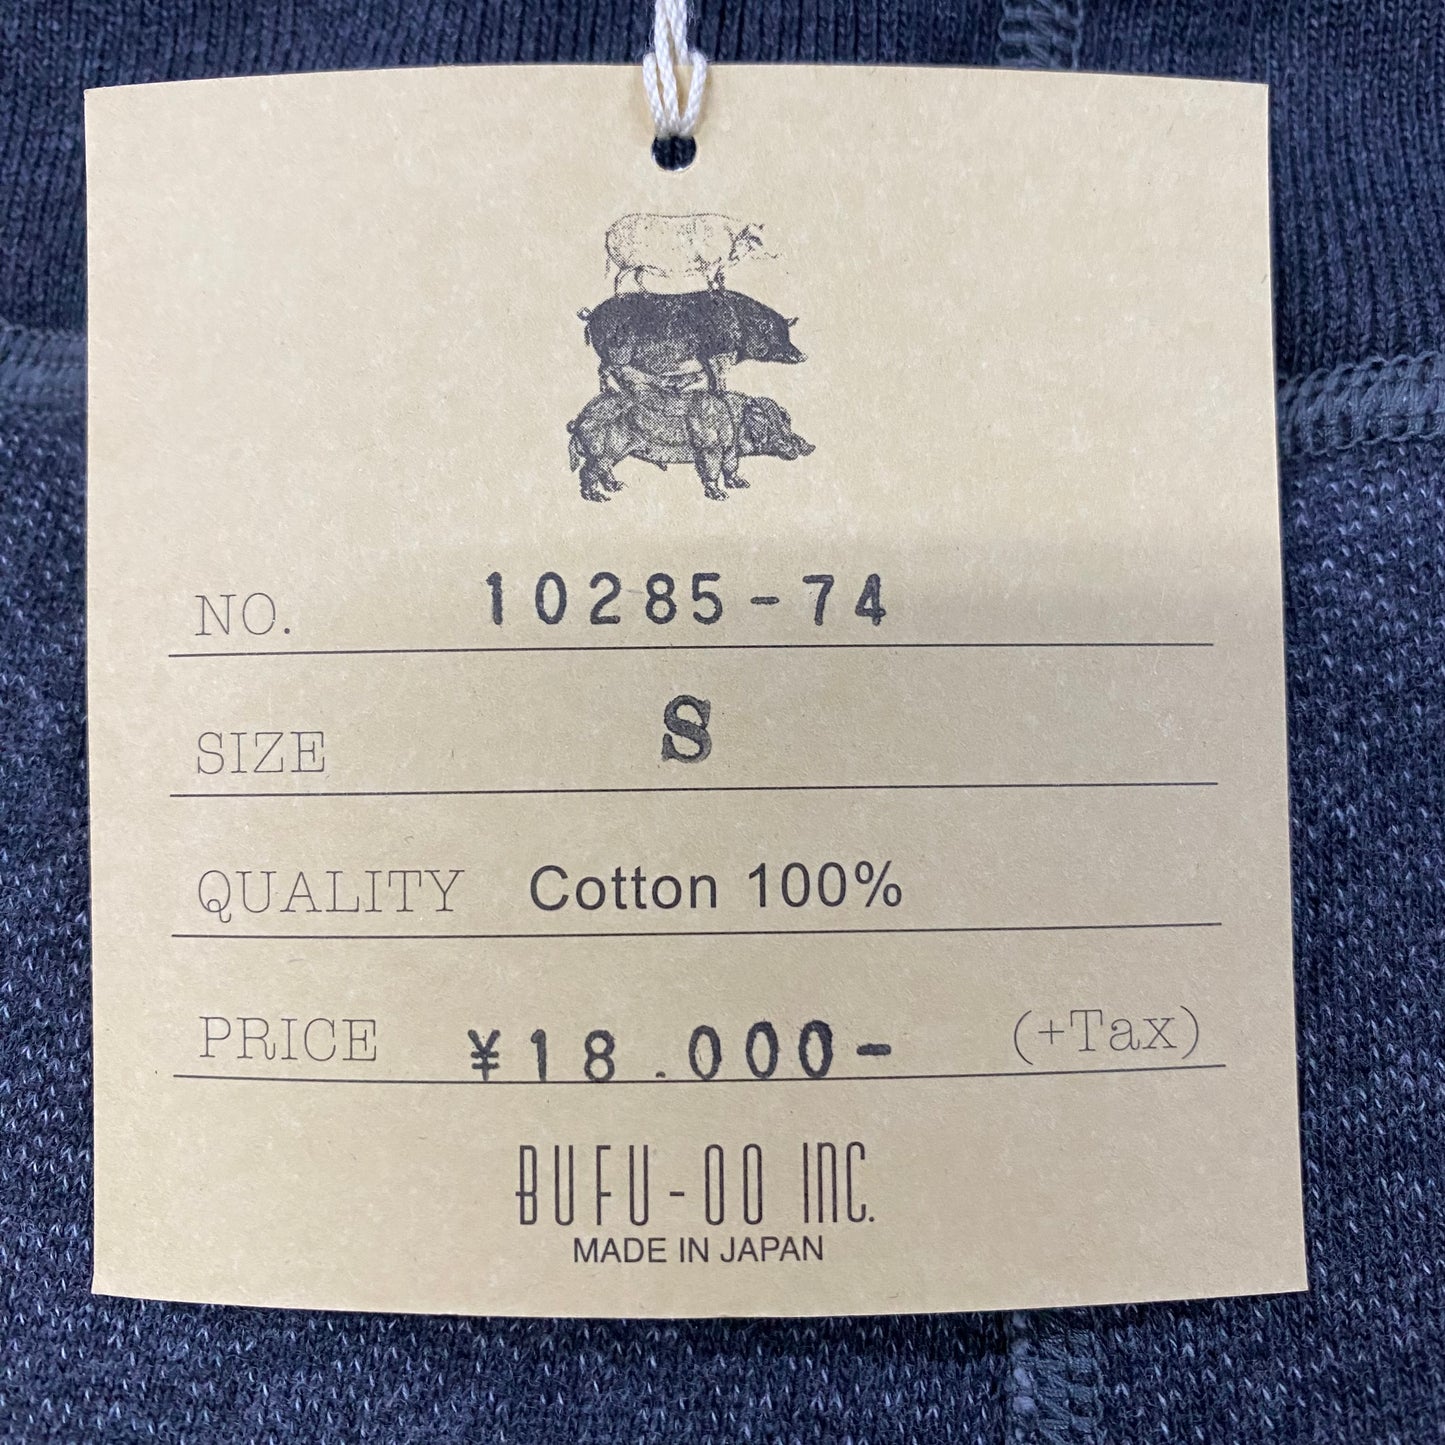 NO. 10285-74
SIZE S
QUALITY Cotton 100%
PRICE ¥18.000- (+Tax)
BUFU-OO INC.
MADE IN JAPAN